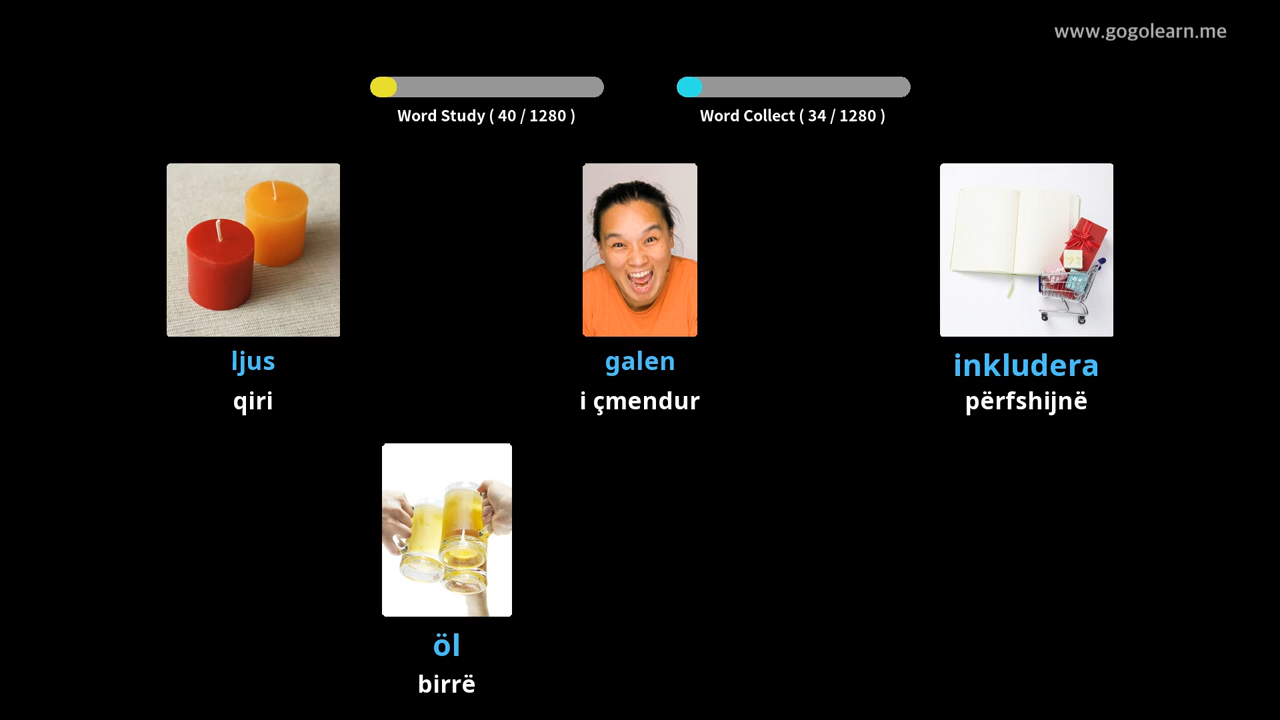 www.gogolearn.me
Word Study ( 40 / 1280 )
Word Collect ( 34 / 1280 )
ljus
galen
inkludera
qiri
i çmendur
përfshijnë
öl
birrë